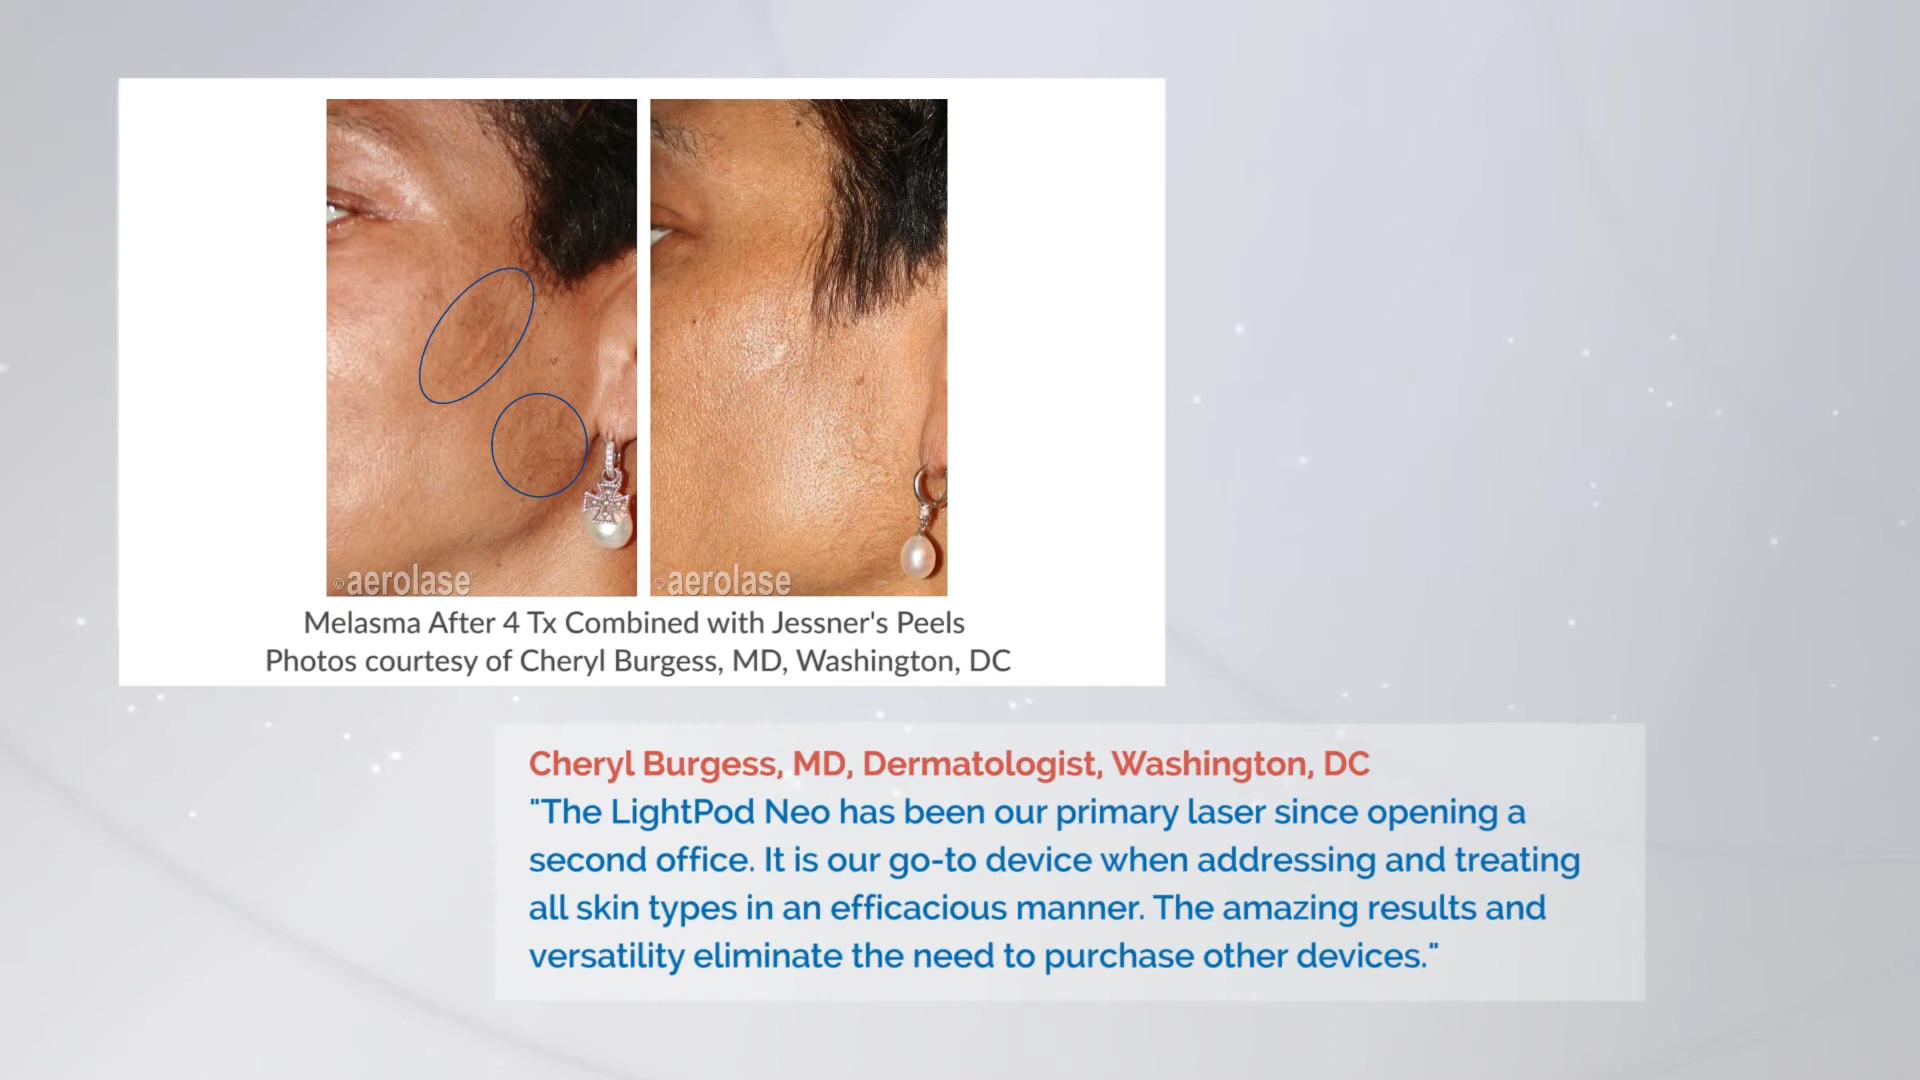 ©aerolase
©aerolase
Melasma After 4 Tx Combined with Jessner's Peels
Photos courtesy of Cheryl Burgess, MD, Washington, DC
Cheryl Burgess, MD, Dermatologist, Washington, DC
"The LightPod Neo has been our primary laser since opening a
second office. It is our go-to device when addressing and treating
all skin types in an efficacious manner. The amazing results and
versatility eliminate the need to purchase other devices."